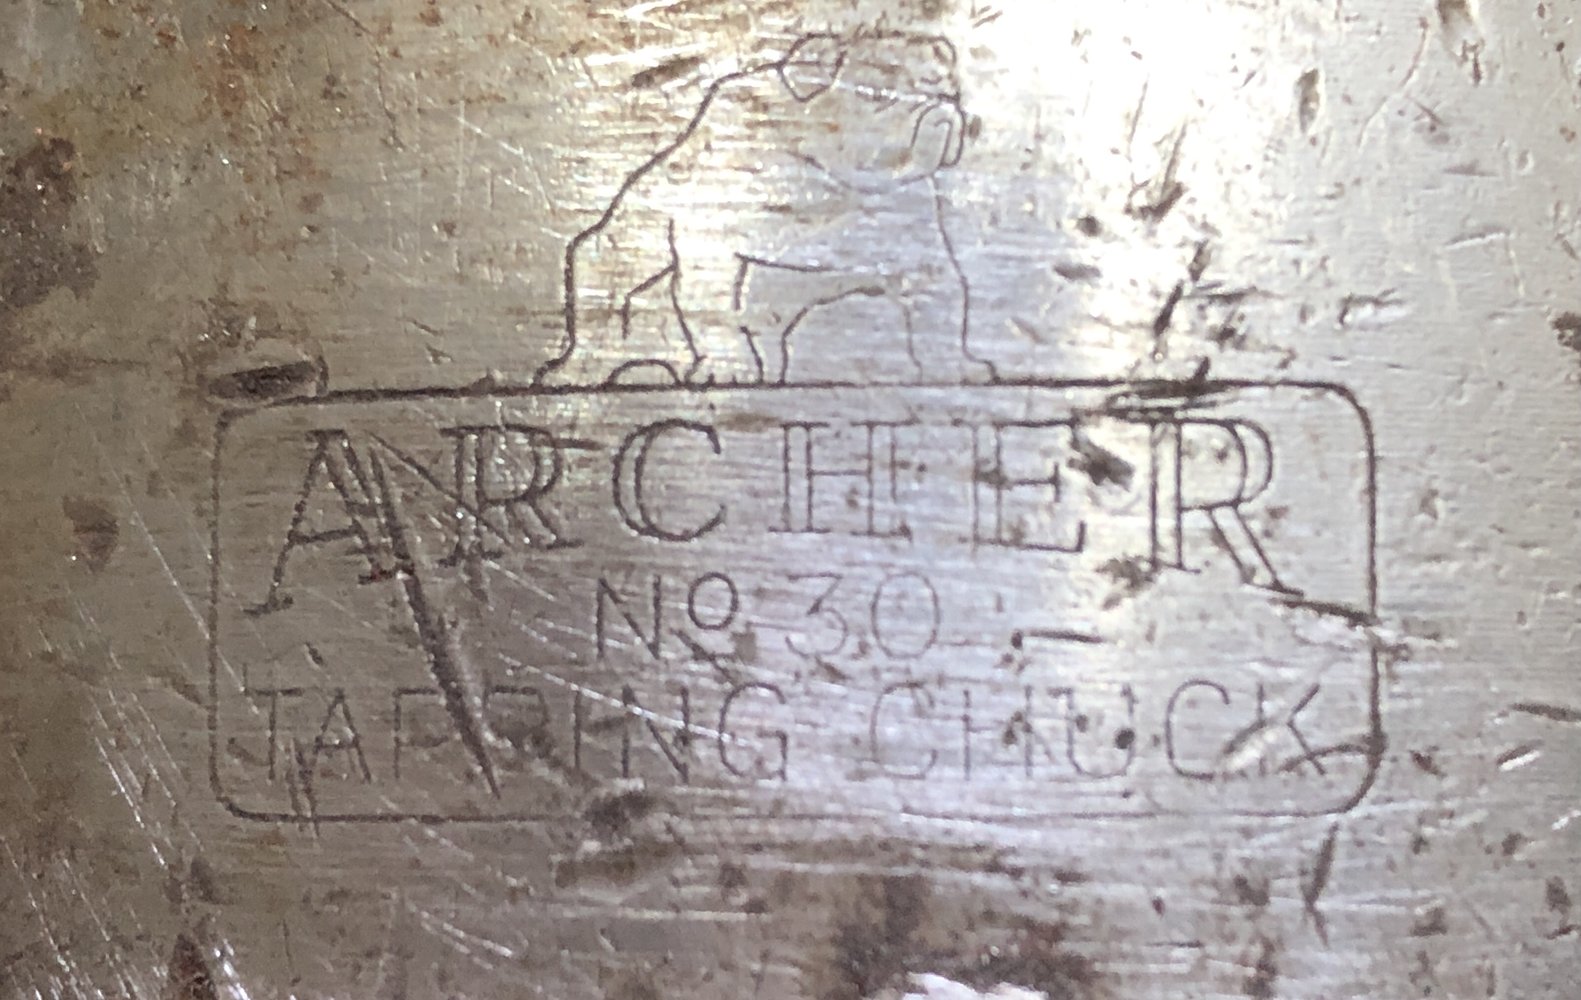 ARCHER
Nº 30
TAPPING CHUCK